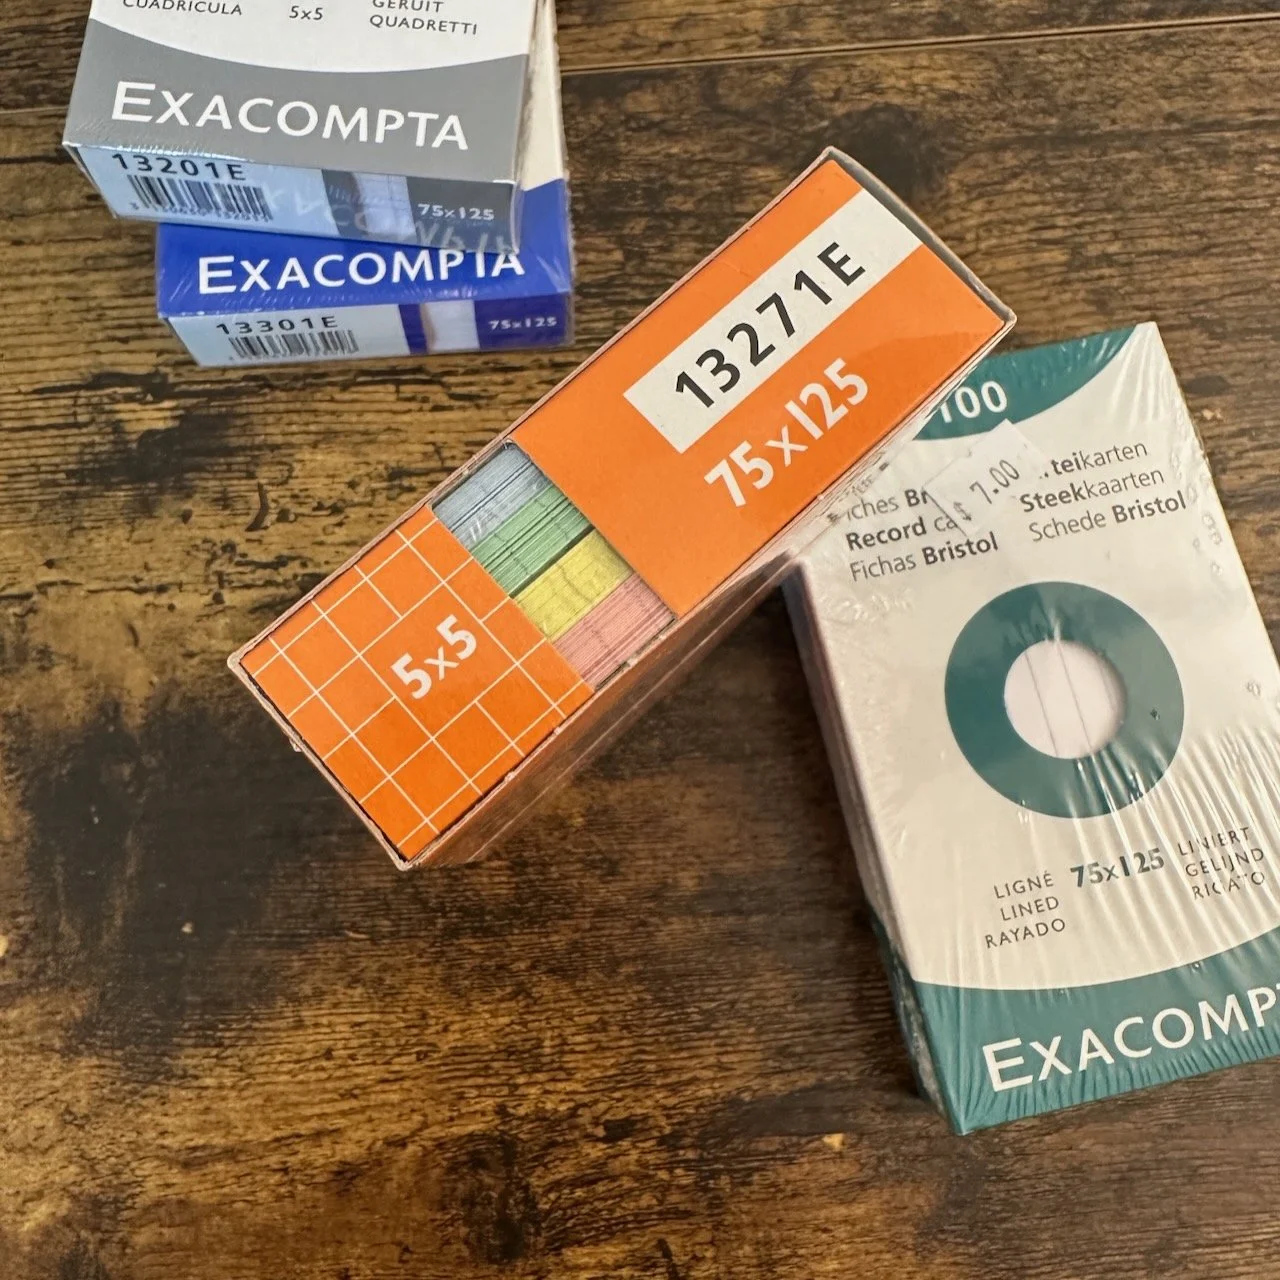 CUADRICULA
5x5
GERUIT
QUADRETTI
EXACOMPTA
13201E
75x125
EXACOMPTA
13301E
75x125
13271E
75x125
5x5
100
$ 7.00
teikarten
Steekkaarten
Schede Bristol
Record
Fichas Bristol
LIGNÉ
LINED
RAYADO
75x125
LINIERT
GELIJND
RIGATO
EXACOMP